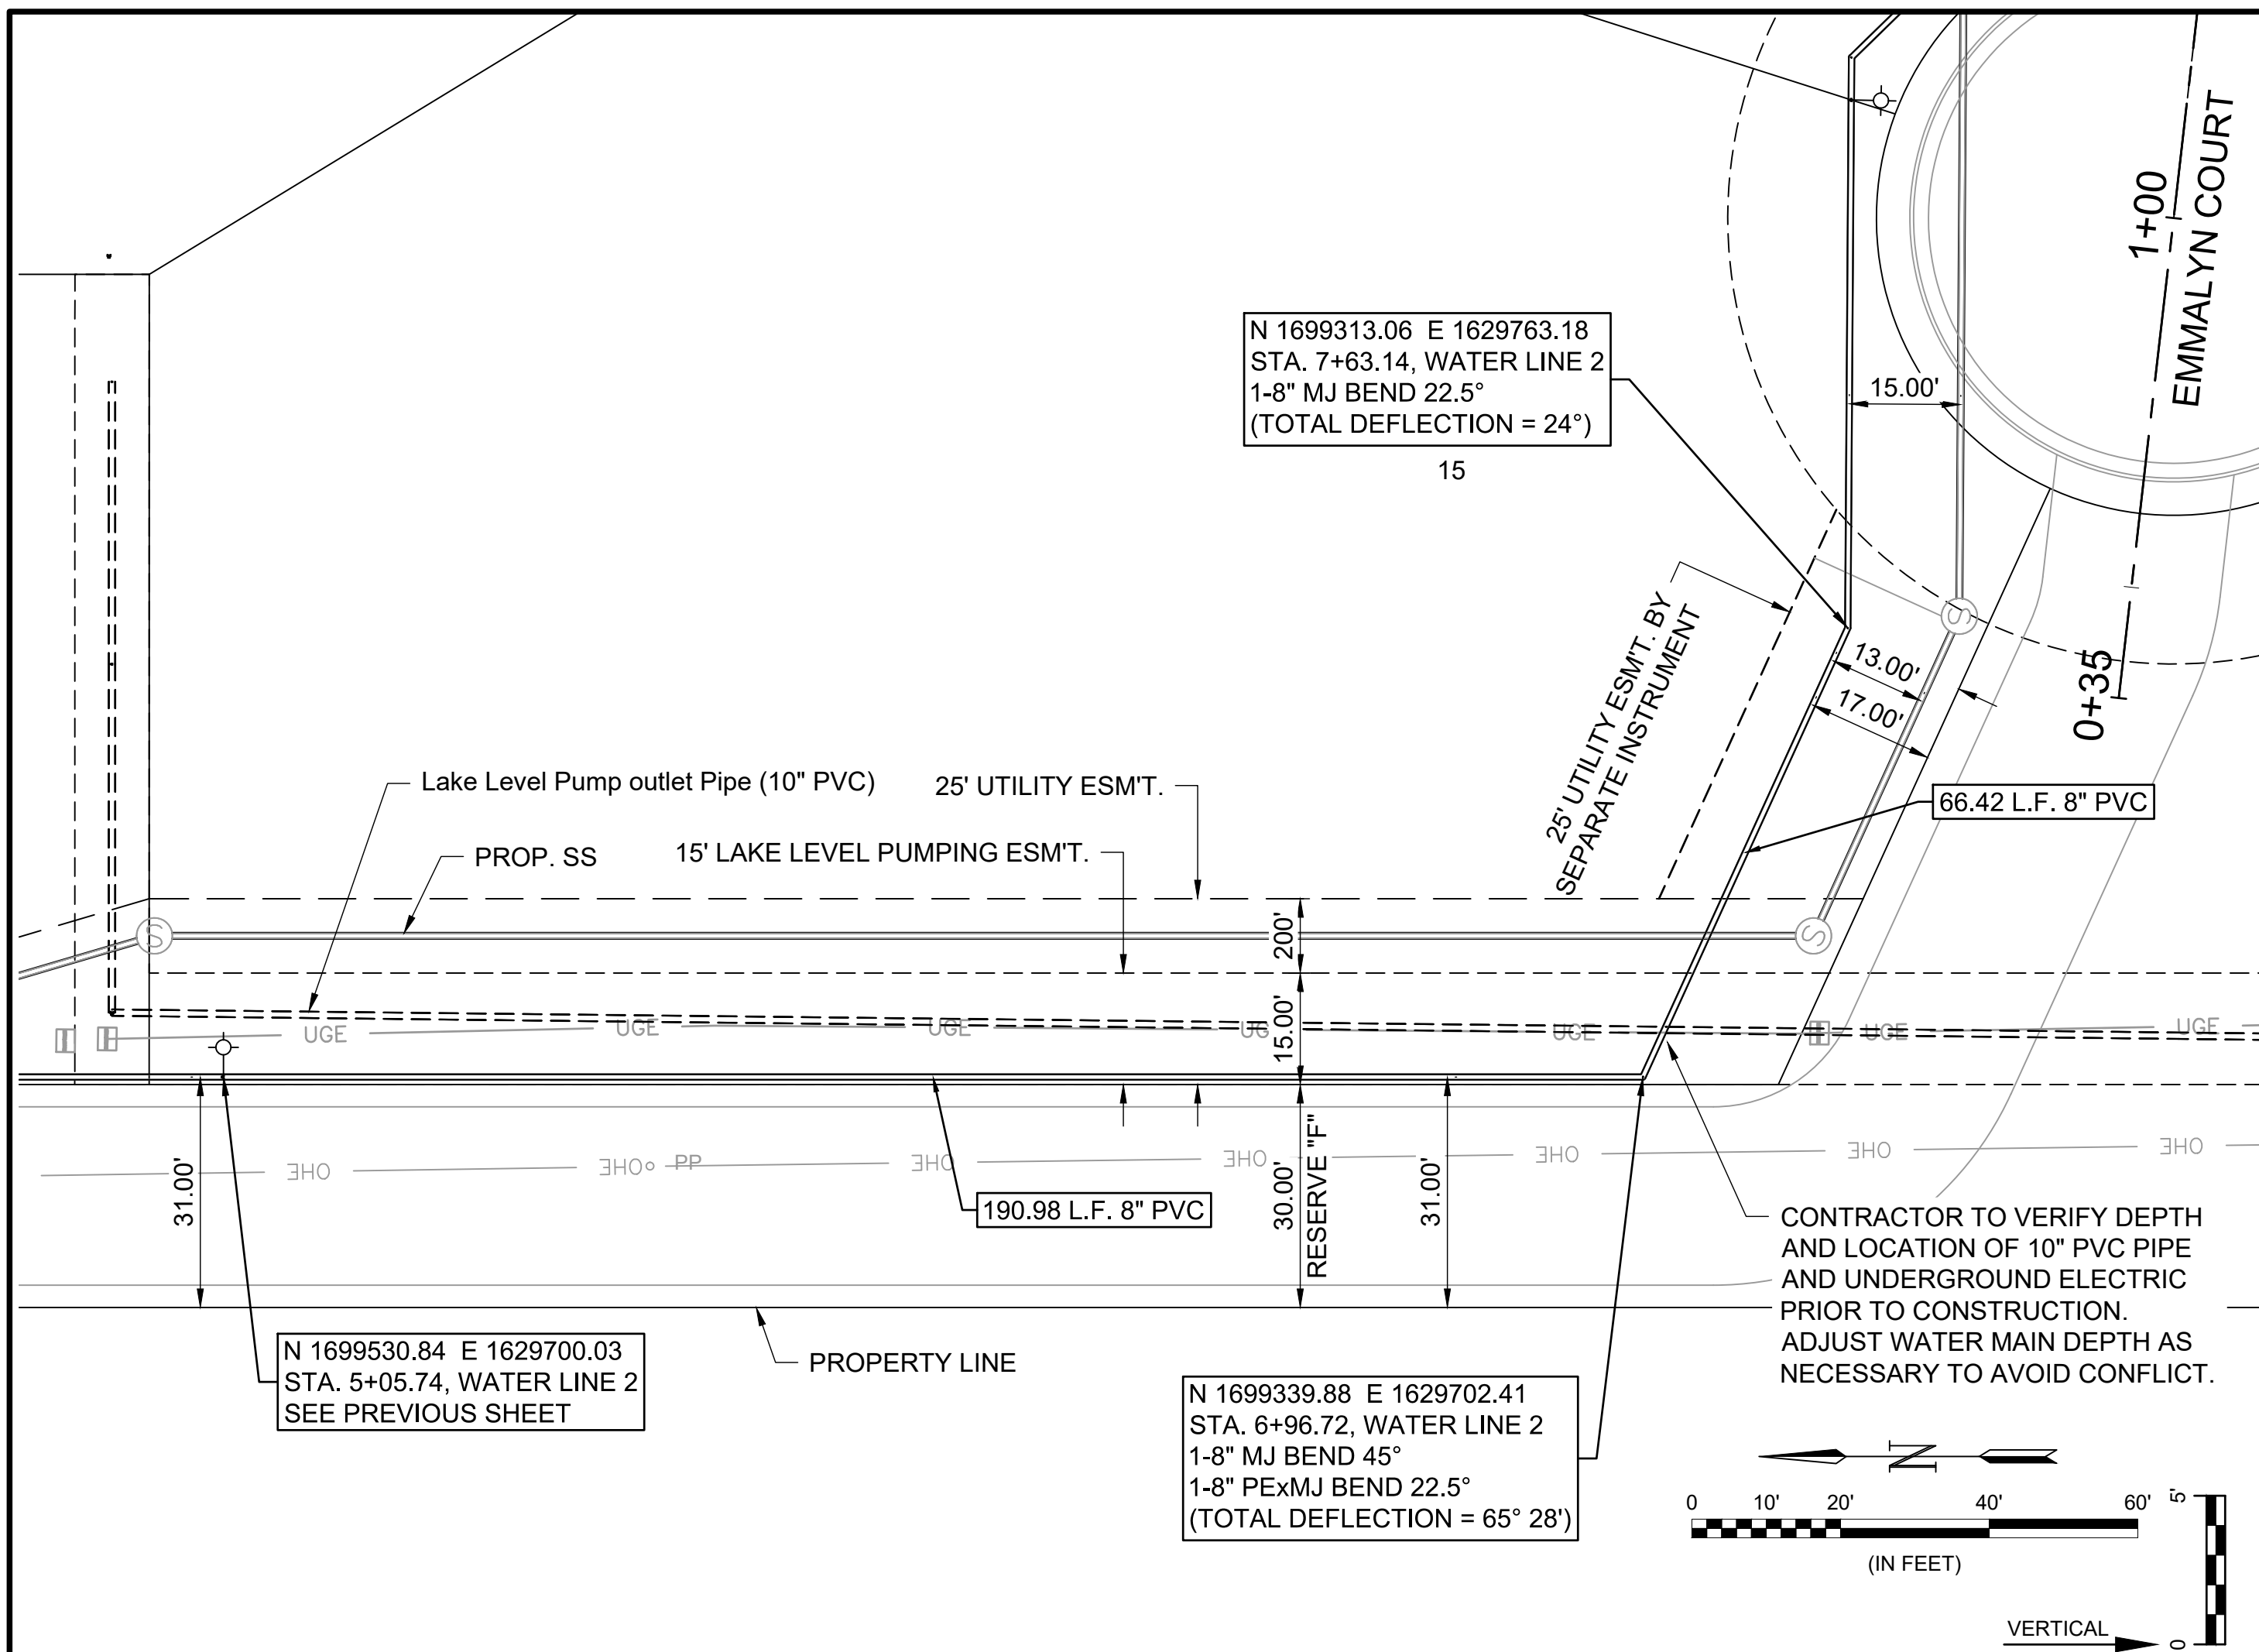 1+00
EMMALYN COURT
0+35
N 1699313.06 E 1629763.18
STA. 7+63.14, WATER LINE 2
1-8" MJ BEND 22.5°
(TOTAL DEFLECTION = 24°)
15
15.00'
13.00'
17.00'
25' UTILITY ESM'T. BY
SEPARATE INSTRUMENT
66.42 L.F. 8" PVC
Lake Level Pump outlet Pipe (10" PVC)
25' UTILITY ESM'T.
PROP. SS
15' LAKE LEVEL PUMPING ESM'T.
S
S
S
200'
15.00'
UGE
UGE
UGE
UG
UGE
UGE
UGE
OHE
OHE
PP
OHE
OHE
OHE
OHE
OHE
31.00'
190.98 L.F. 8" PVC
30.00'
RESERVE "F"
31.00'
CONTRACTOR TO VERIFY DEPTH
AND LOCATION OF 10" PVC PIPE
AND UNDERGROUND ELECTRIC
PRIOR TO CONSTRUCTION.
ADJUST WATER MAIN DEPTH AS
NECESSARY TO AVOID CONFLICT.
N 1699530.84 E 1629700.03
STA. 5+05.74, WATER LINE 2
SEE PREVIOUS SHEET
PROPERTY LINE
N 1699339.88 E 1629702.41
STA. 6+96.72, WATER LINE 2
1-8" MJ BEND 45°
1-8" PExMJ BEND 22.5°
(TOTAL DEFLECTION = 65° 28')
N
0 10' 20' 40' 60'
(IN FEET)
5'
0
VERTICAL